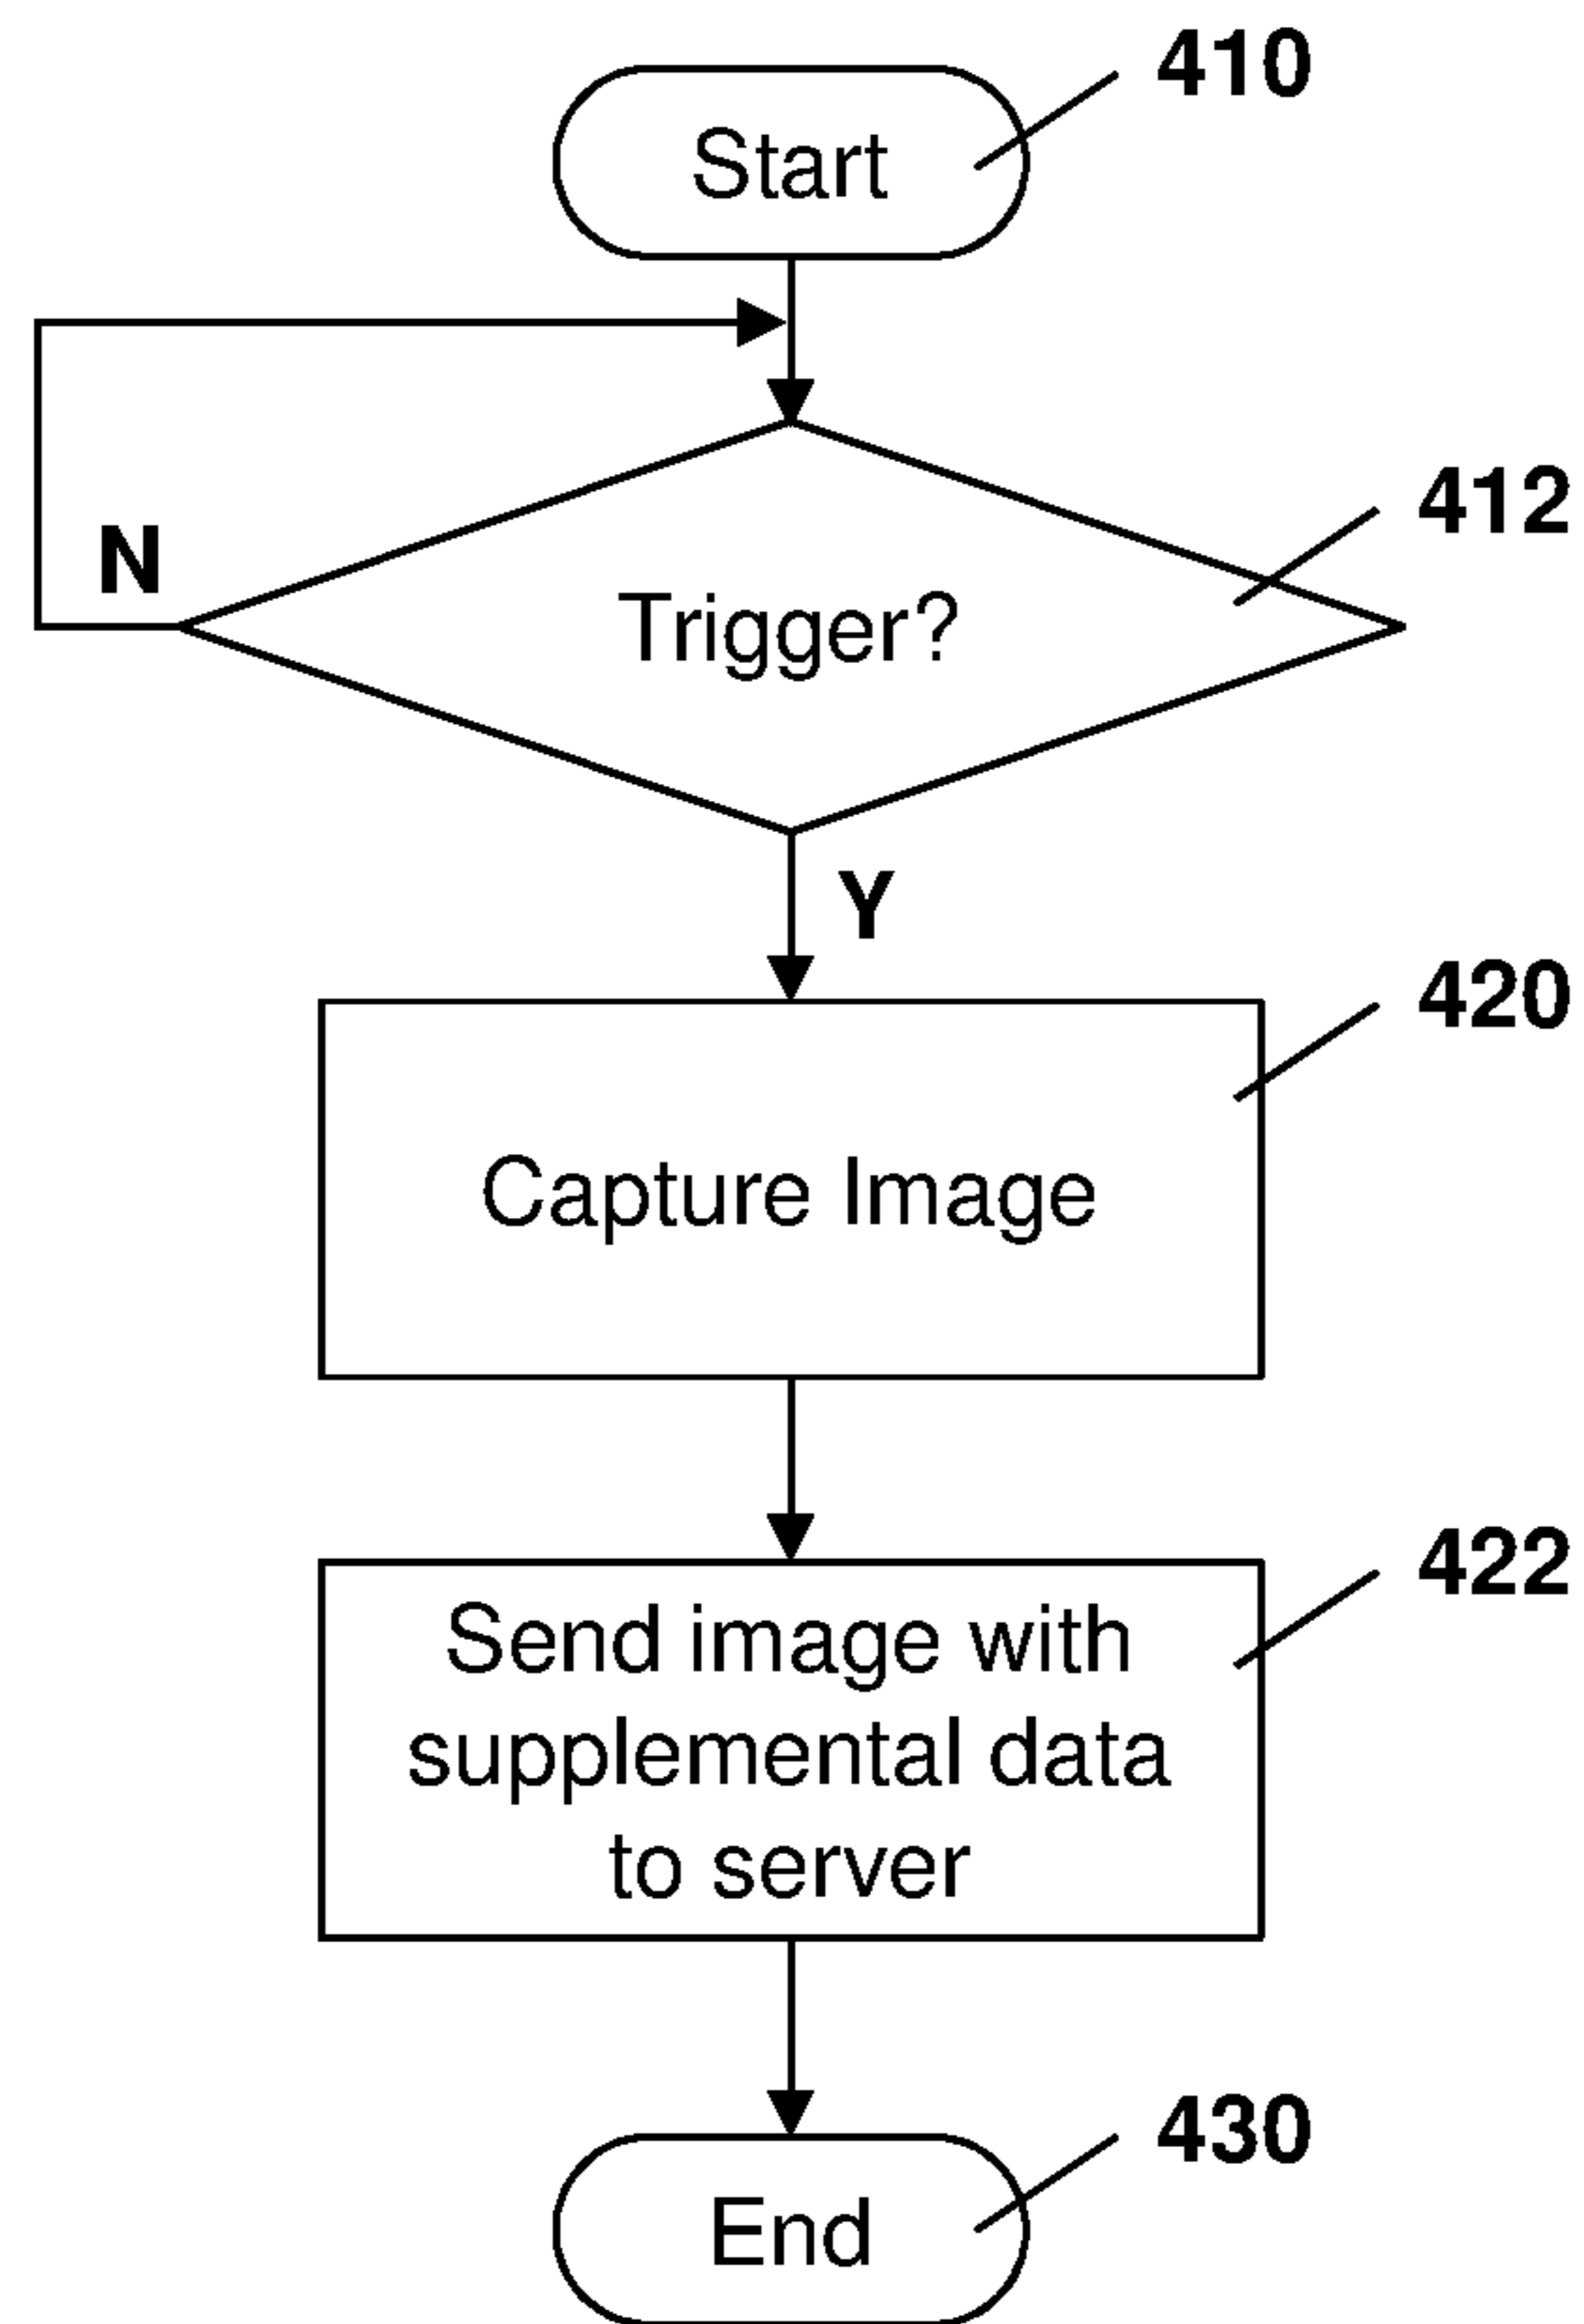 410
Start
412
N
Trigger?
Y
420
Capture Image
422
Send image with
supplemental data
to server
430
End